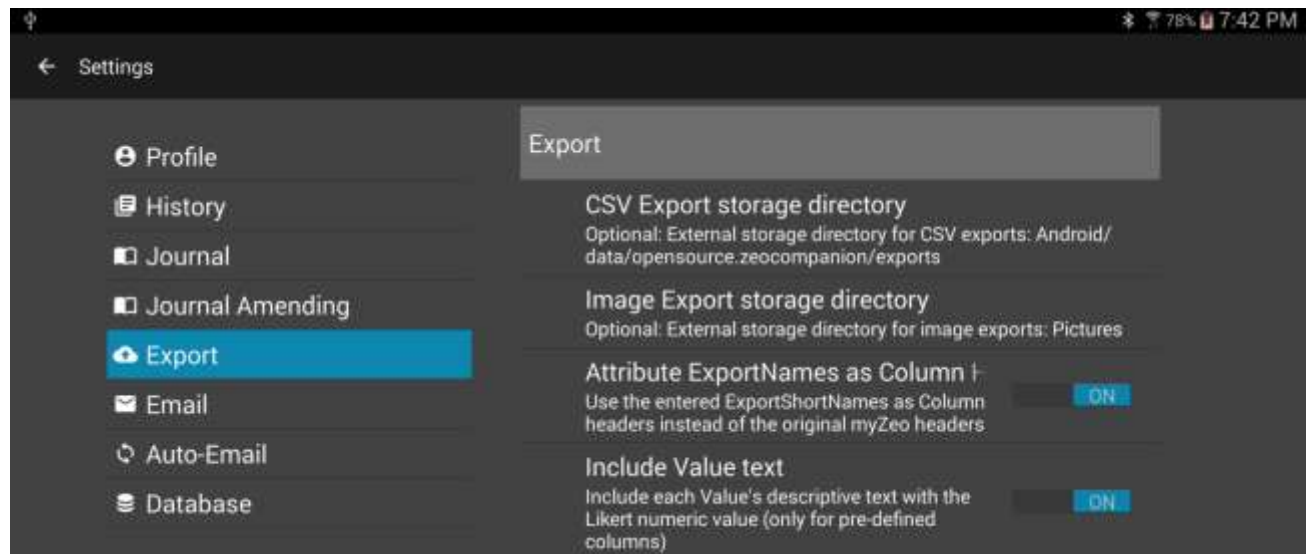 78% 7:42 PM
Settings
Profile
History
Journal
Journal Amending
Export
Email
Auto-Email
Database
Export
CSV Export storage directory
Optional: External storage directory for CSV exports: Android/
data/opensource.zeocompanion/exports
Image Export storage directory
Optional: External storage directory for image exports: Pictures
Attribute ExportNames as Column
Use the entered ExportShortNames as Column
headers instead of the original myZeo headers
ON
Include Value text
Include each Value's descriptive text with the
Likert numeric value (only for pre-defined
columns)
ON